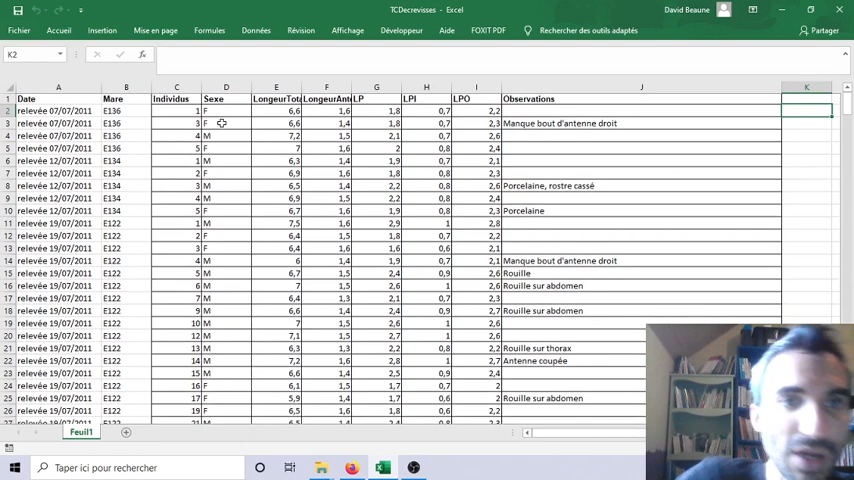 TCDecrevisses - Excel
David Beaune
Fichier Accueil Insertion Mise en page Formules Données Révision Affichage Développeur Aide FOXIT PDF Rechercher des outils adaptés Partager
K2 fx
A B C D E F G H I J K
1 Date Mare Individus Sexe LongeurTot LongeurAnt LP LPI LPO Observations
2 relevée 07/07/2011 E136 1 F 6,6 1,6 1,8 0,7 2,2
3 relevée 07/07/2011 E136 3 F 6,6 1,4 1,8 0,7 2,3 Manque bout d'antenne droit
4 relevée 07/07/2011 E136 4 M 7,2 1,5 2,1 0,7 2,6
5 relevée 07/07/2011 E136 5 F 7 1,6 2 0,8 2,4
6 relevée 12/07/2011 E134 1 M 6,3 1,4 1,9 0,7 2,1
7 relevée 12/07/2011 E134 2 F 6,9 1,4 1,8 0,8 2,3
8 relevée 12/07/2011 E134 3 M 6,5 1,4 2,2 0,8 2,6 Porcelaine, rostre cassé
9 relevée 12/07/2011 E134 4 M 6,9 1,5 2,2 0,8 2,4
10 relevée 12/07/2011 E134 5 F 6,7 1,6 1,9 0,8 2,3 Porcelaine
11 relevée 19/07/2011 E122 1 M 7,5 1,6 2,9 1 2,8
12 relevée 19/07/2011 E122 2 F 6,4 1,5 1,8 0,7 2,2
13 relevée 19/07/2011 E122 3 F 6,4 1,6 1,6 0,6 2,1
14 relevée 19/07/2011 E122 4 M 6 1,4 1,9 0,7 2,1 Manque bout d'antenne droit
15 relevée 19/07/2011 E122 5 M 6,7 1,5 2,4 0,9 2,7 Rouille
16 relevée 19/07/2011 E122 6 M 7 1,5 2,6 1 2,6 Rouille sur abdomen
17 relevée 19/07/2011 E122 7 M 6,4 1,3 2,1 0,7 2,3
18 relevée 19/07/2011 E122 9 M 6,6 1,4 2,4 0,9 2,7 Rouille sur abdomen
19 relevée 19/07/2011 E122 10 M 7 1,5 2,6 1 2,6
20 relevée 19/07/2011 E122 12 M 7,1 1,5 2,7 1 2,6
21 relevée 19/07/2011 E122 13 M 6,3 1,3 2,2 0,8 2,2 Rouille sur thorax
22 relevée 19/07/2011 E122 14 M 7,2 1,6 2,8 1 2,7 Antenne coupée
23 relevée 19/07/2011 E122 15 M 6,6 1,6 2,5 0,9 2,4
24 relevée 19/07/2011 E122 16 F 6,1 1,5 1,7 0,7 2
25 relevée 19/07/2011 E122 17 F 5,9 1,4 1,7 0,6 2 Rouille sur abdomen
26 relevée 19/07/2011 E122 19 F 6,5 1,6 1,8 0,6 2,2
27 relevée 19/07/2011 E122 21 M 6,8 1,5 2,4 0,8 2,3
Feuil1
Taper ici pour rechercher